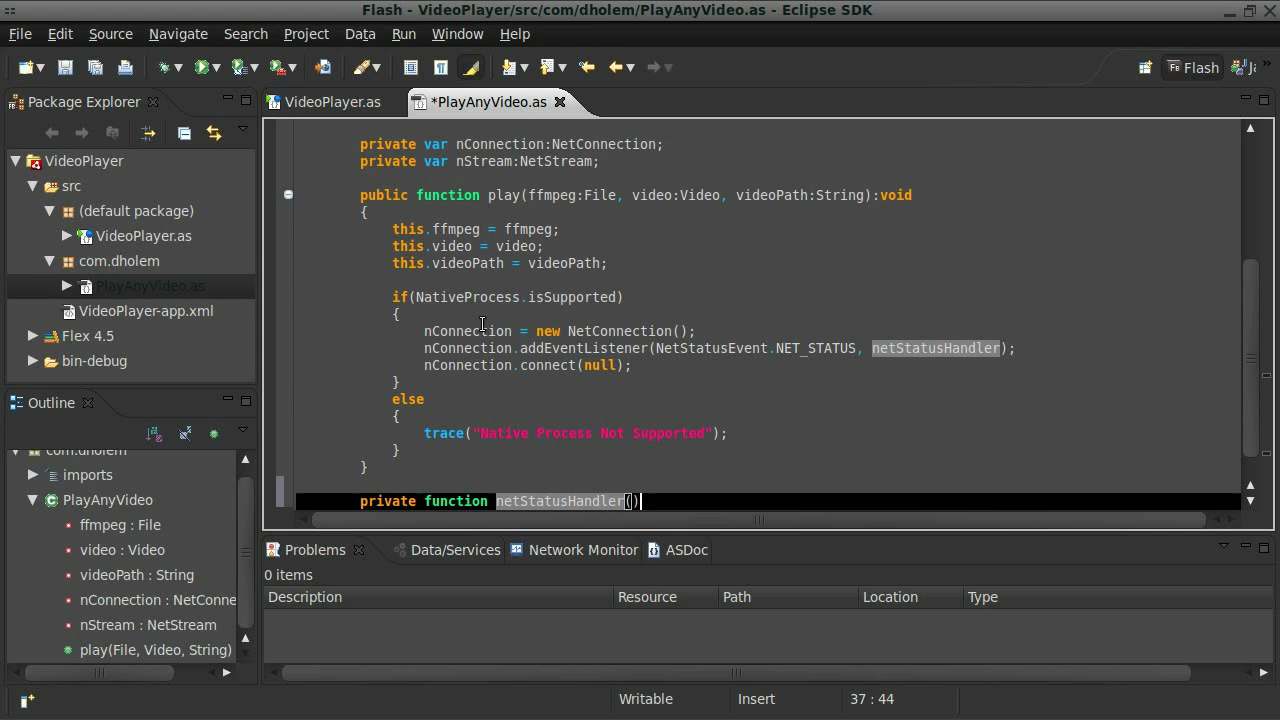 Flash - VideoPlayer/src/com/dholem/PlayAnyVideo.as - Eclipse SDK
File Edit Source Navigate Search Project Data Run Window Help
Flash
Package Explorer
VideoPlayer.as
*PlayAnyVideo.as
VideoPlayer
src
(default package)
VideoPlayer.as
com.dholem
PlayAnyVideo.as
VideoPlayer-app.xml
Flex 4.5
bin-debug
Outline
com.dholem
imports
PlayAnyVideo
ffmpeg : File
video : Video
videoPath : String
nConnection : NetConne
nStream : NetStream
play(File, Video, String)
private var nConnection:NetConnection;
private var nStream:NetStream;
public function play(ffmpeg:File, video:Video, videoPath:String):void
{
this.ffmpeg = ffmpeg;
this.video = video;
this.videoPath = videoPath;
if(NativeProcess.isSupported)
{
nConnection = new NetConnection();
nConnection.addEventListener(NetStatusEvent.NET_STATUS, netStatusHandler);
nConnection.connect(null);
}
else
{
trace("Native Process Not Supported");
}
}
private function netStatusHandler()
Problems Data/Services Network Monitor ASDoc
0 items
Description Resource Path Location Type
Writable Insert 37 : 44